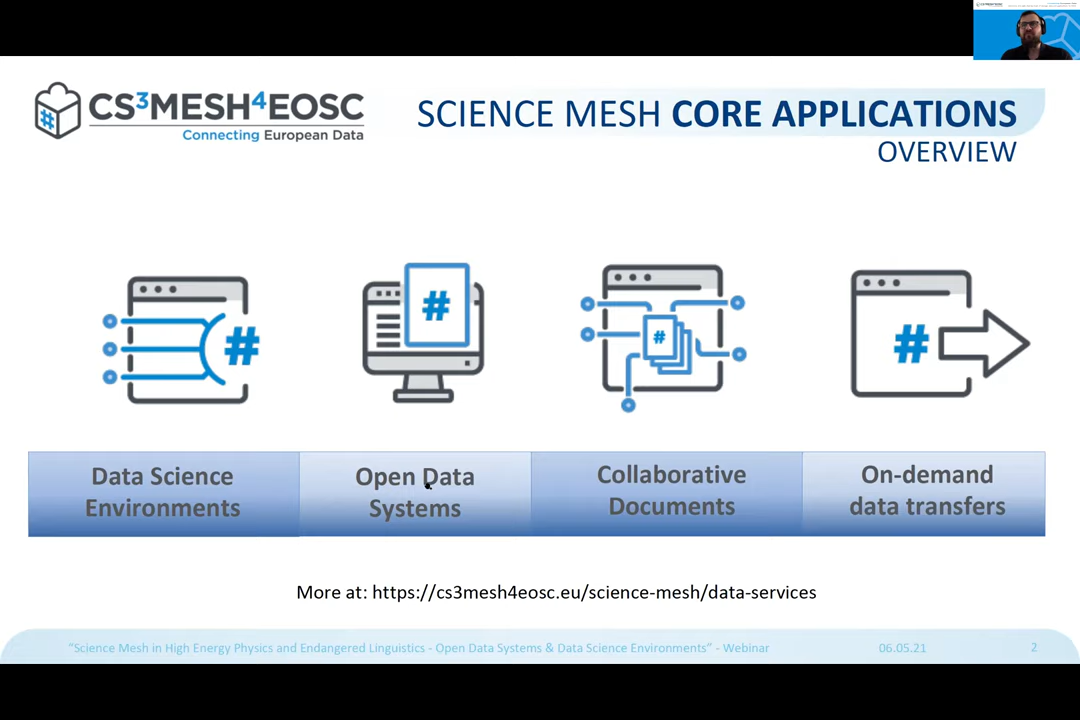 CS3MESH4EOSC
Connecting European Data
SCIENCE MESH CORE APPLICATIONS
OVERVIEW
#
#
#
#
#
Data Science
Environments
Open Data
Systems
Collaborative
Documents
On-demand
data transfers
More at: https://cs3mesh4eosc.eu/science-mesh/data-services
"Science Mesh in High Energy Physics and Endangered Linguistics - Open Data Systems & Data Science Environments" - Webinar
06.05.21
2